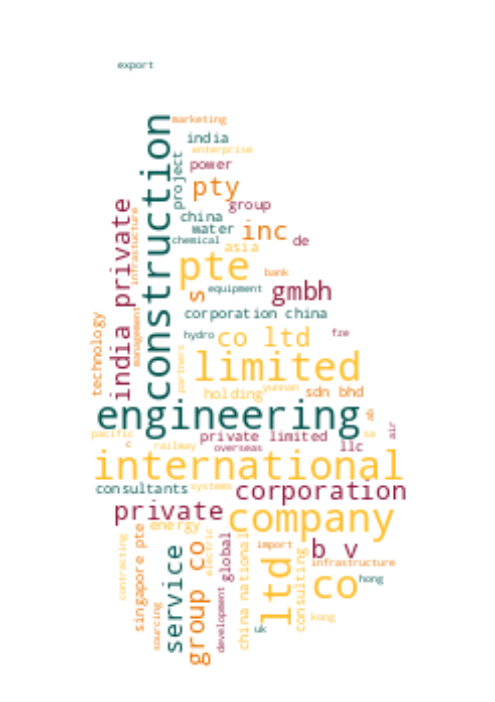 export
marketing
construction
india
enterprise
project
power
pty
india private
group
infrastucture
china
water
inc
chemical
asia
de
pte
bank
s
equipment
gmbh
corporation china
technology
management
hydro
co ltd
fze
partners
limited
holding
yunnan
sdn bhd
engineering
ab
air
pacific
private limited
sa
c
railway
overseas
llc
international
consultants
systems
corporation
private
company
energy
singapore pte
contracting
electric
global
import
b v
service
group co
ltd
consulting
infrastructure
co
hong
china national
development
sourcing
kong
uk